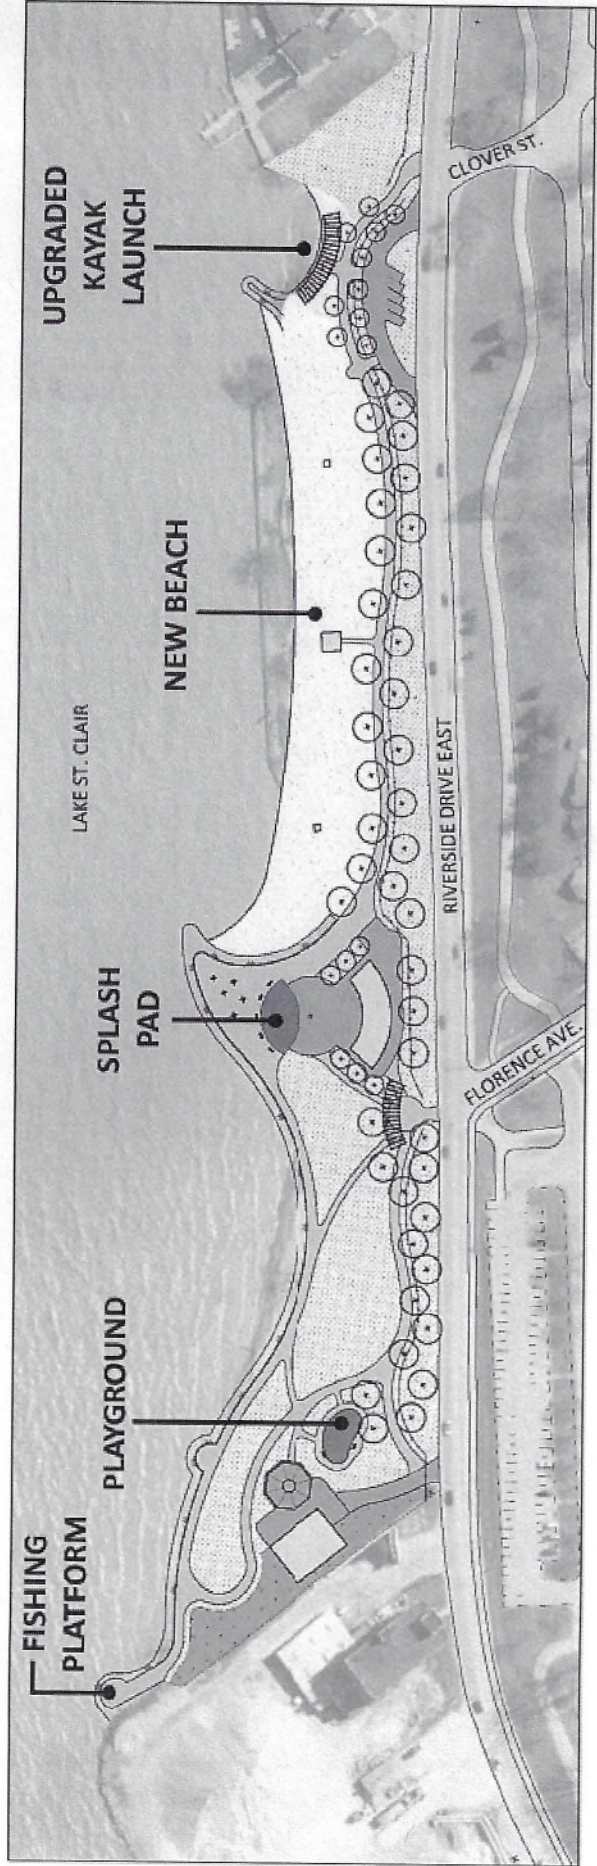 FISHING
PLATFORM
PLAYGROUND
SPLASH
PAD
NEW BEACH
UPGRADED
KAYAK
LAUNCH
LAKE ST. CLAIR
RIVERSIDE DRIVE EAST
FLORENCE AVE.
CLOVER ST.